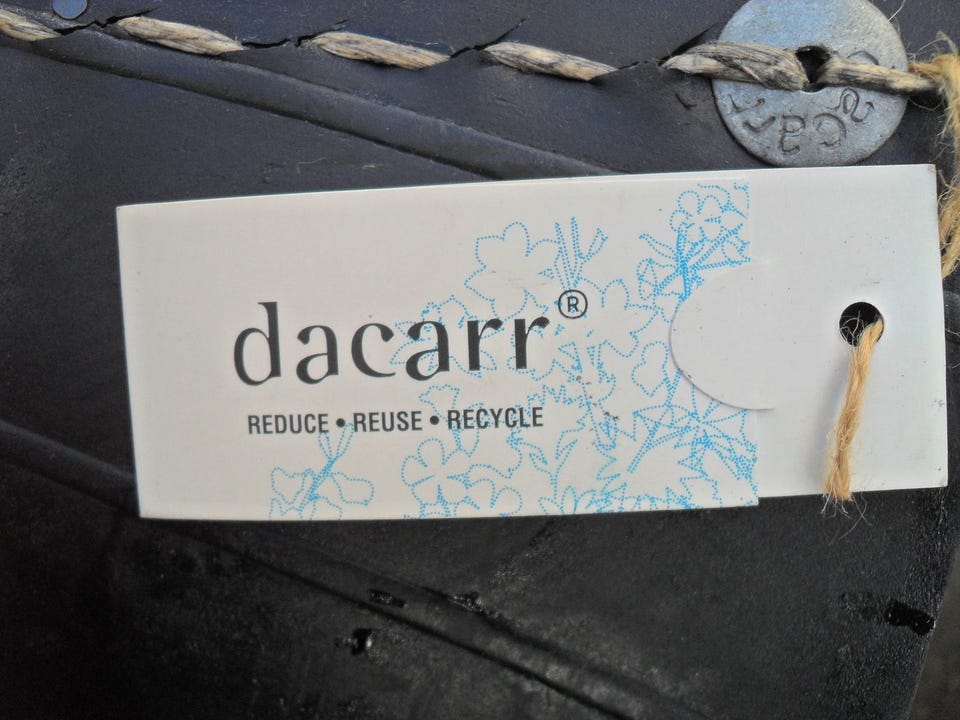 dacarr®
REDUCE • REUSE • RECYCLE